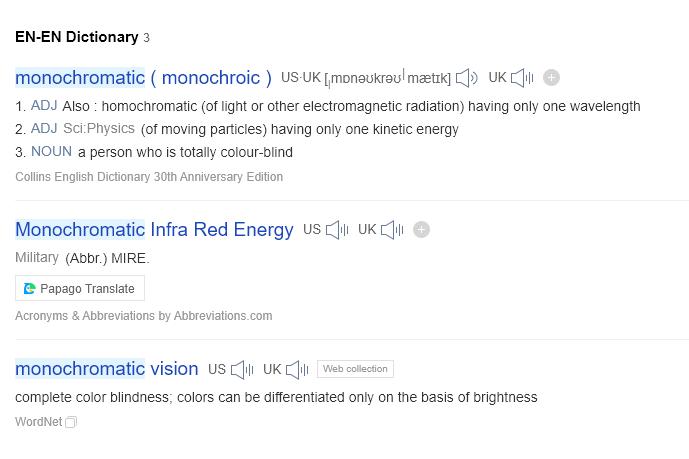 EN-EN Dictionary 3
monochromatic ( monochroic ) US·UK [ˌmɒnəʊkrəʊˈmætɪk] UK
1. ADJ Also : homochromatic (of light or other electromagnetic radiation) having only one wavelength
2. ADJ Sci:Physics (of moving particles) having only one kinetic energy
3. NOUN a person who is totally colour-blind
Collins English Dictionary 30th Anniversary Edition
Monochromatic Infra Red Energy US UK
Military (Abbr.) MIRE.
Papago Translate
Acronyms & Abbreviations by Abbreviations.com
monochromatic vision US UK Web collection
complete color blindness; colors can be differentiated only on the basis of brightness
WordNet